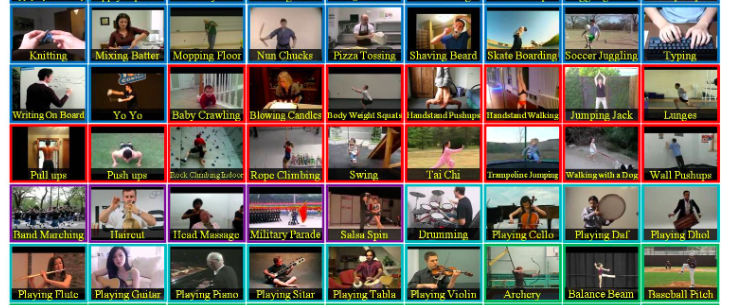 Knitting
Mixing Batter
Mopping Floor
Nun Chucks
Pizza Tossing
Shaving Beard
Skate Boarding
Soccer Juggling
Typing
Writing On Board
Yo Yo
Baby Crawling
Blowing Candles
Body Weight Squats
Handstand Pushups
Handstand Walking
Jumping Jack
Lunges
Pull ups
Push ups
Rock Climbing Indoor
Rope Climbing
Swing
Tai Chi
Trampoline Jumping
Walking with a Dog
Wall Pushups
Band Marching
Haircut
Head Massage
Military Parade
Salsa Spin
Drumming
Playing Cello
Playing Daf
Playing Dhol
Playing Flute
Playing Guitar
Playing Piano
Playing Sitar
Playing Tabla
Playing Violin
Archery
Balance Beam
Baseball Pitch